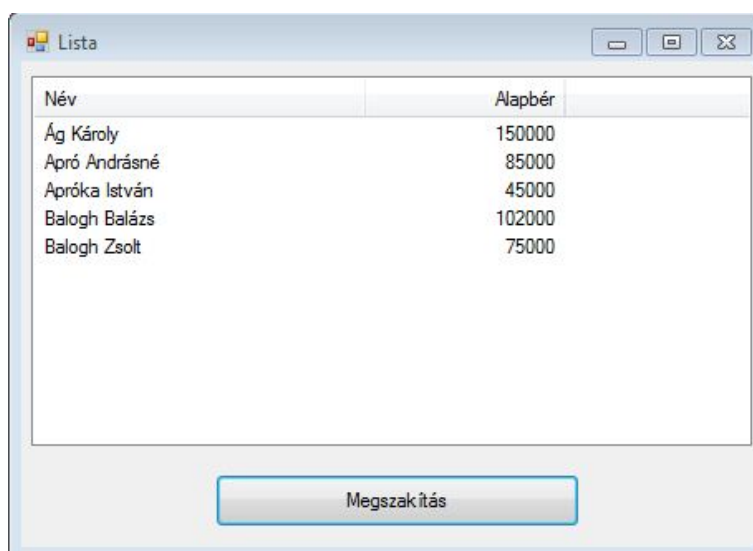 Lista
Név Alapbér
Ág Károly 150000
Apró Andrásné 85000
Apróka István 45000
Balogh Balázs 102000
Balogh Zsolt 75000
Megszakítás